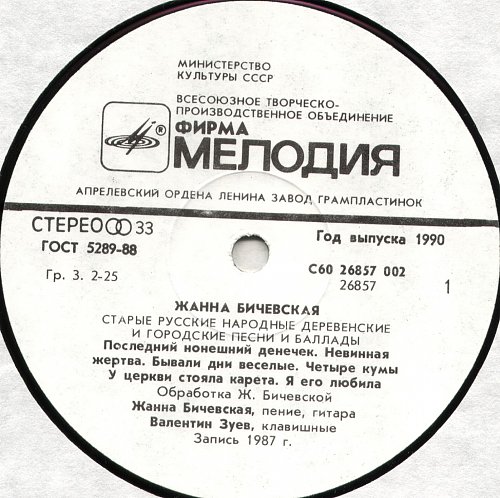 МИНИСТЕРСТВО
КУЛЬТУРЫ СССР
ВСЕСОЮЗНОЕ ТВОРЧЕСКО-
ПРОИЗВОДСТВЕННОЕ ОБЪЕДИНЕНИЕ
®
ФИРМА
МЕЛОДИЯ
АПРЕЛЕВСКИЙ ОРДЕНА ЛЕНИНА ЗАВОД ГРАМПЛАСТИНОК
СТЕРЕО 33
Год выпуска 1990
ГОСТ 5289-88
С60 26857 002
Гр. 3. 2-25
26857
1
ЖАННА БИЧЕВСКАЯ
СТАРЫЕ РУССКИЕ НАРОДНЫЕ ДЕРЕВЕНСКИЕ
И ГОРОДСКИЕ ПЕСНИ И БАЛЛАДЫ
Последний нонешний денечек. Невинная
жертва. Бывали дни веселые. Четыре кумы
У церкви стояла карета. Я его любила
Обработка Ж. Бичевской
Жанна Бичевская, пение, гитара
Валентин Зуев, клавишные
Запись 1987 г.